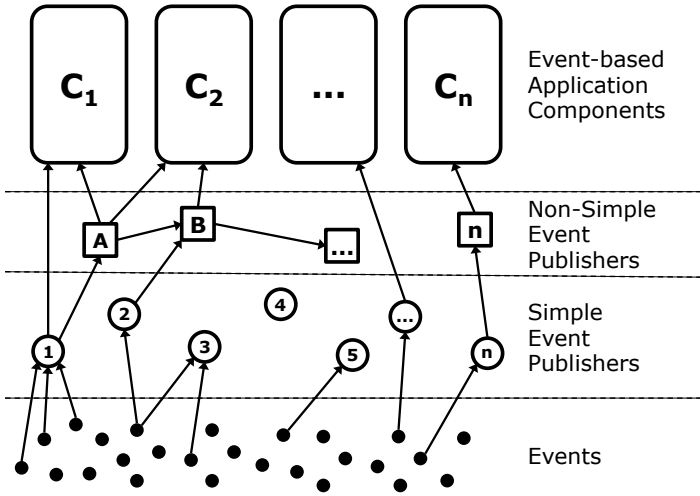 C1
C2
...
Cn
Event-based
Application
Components
A
B
...
n
Non-Simple
Event
Publishers
1
2
3
4
5
...
n
Simple
Event
Publishers
Events